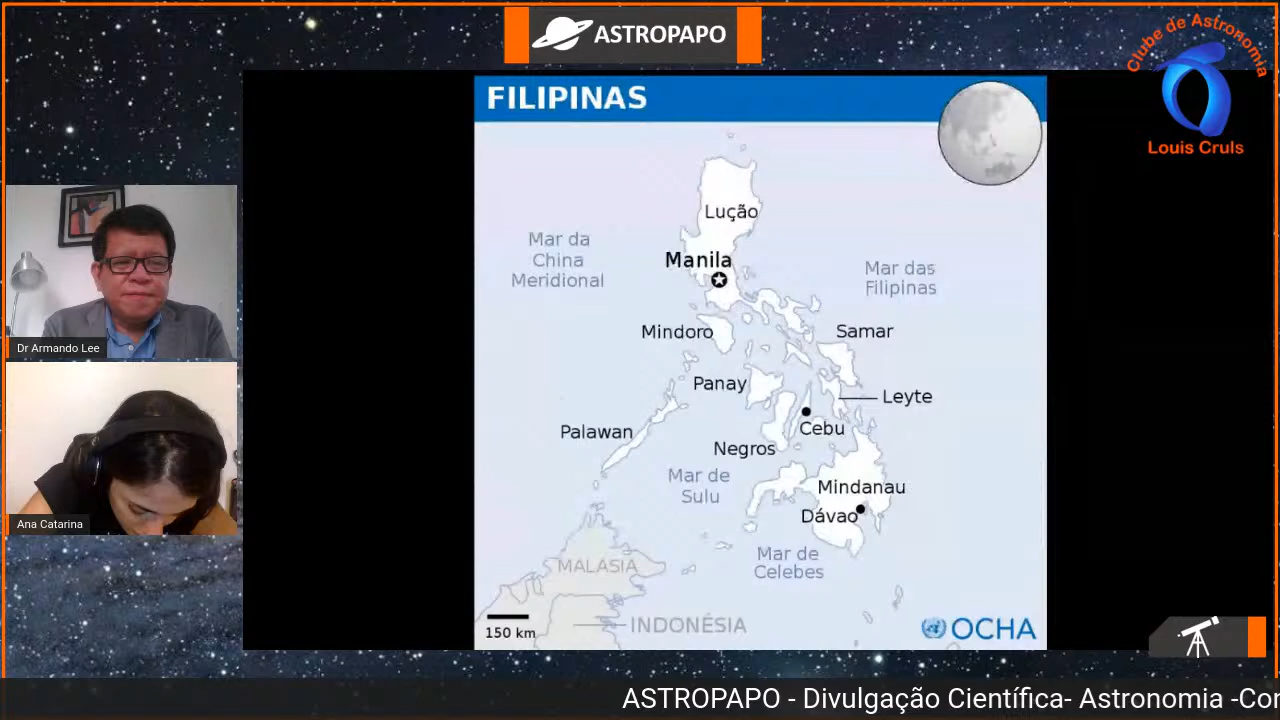 ASTROPAPO
Clube de Astronomia
Louis Cruls
FILIPINAS
Lução
Mar da
China
Meridional
Manila
Mar das
Filipinas
Mindoro
Samar
Panay
Leyte
Palawan
Cebu
Negros
Mar de
Sulu
Mindanau
Dávao
Mar de
Celebes
MALÁSIA
INDONÉSIA
150 km
OCHA
Dr Armando Lee
Ana Catarina
ASTROPAPO - Divulgação Científica- Astronomia -Con